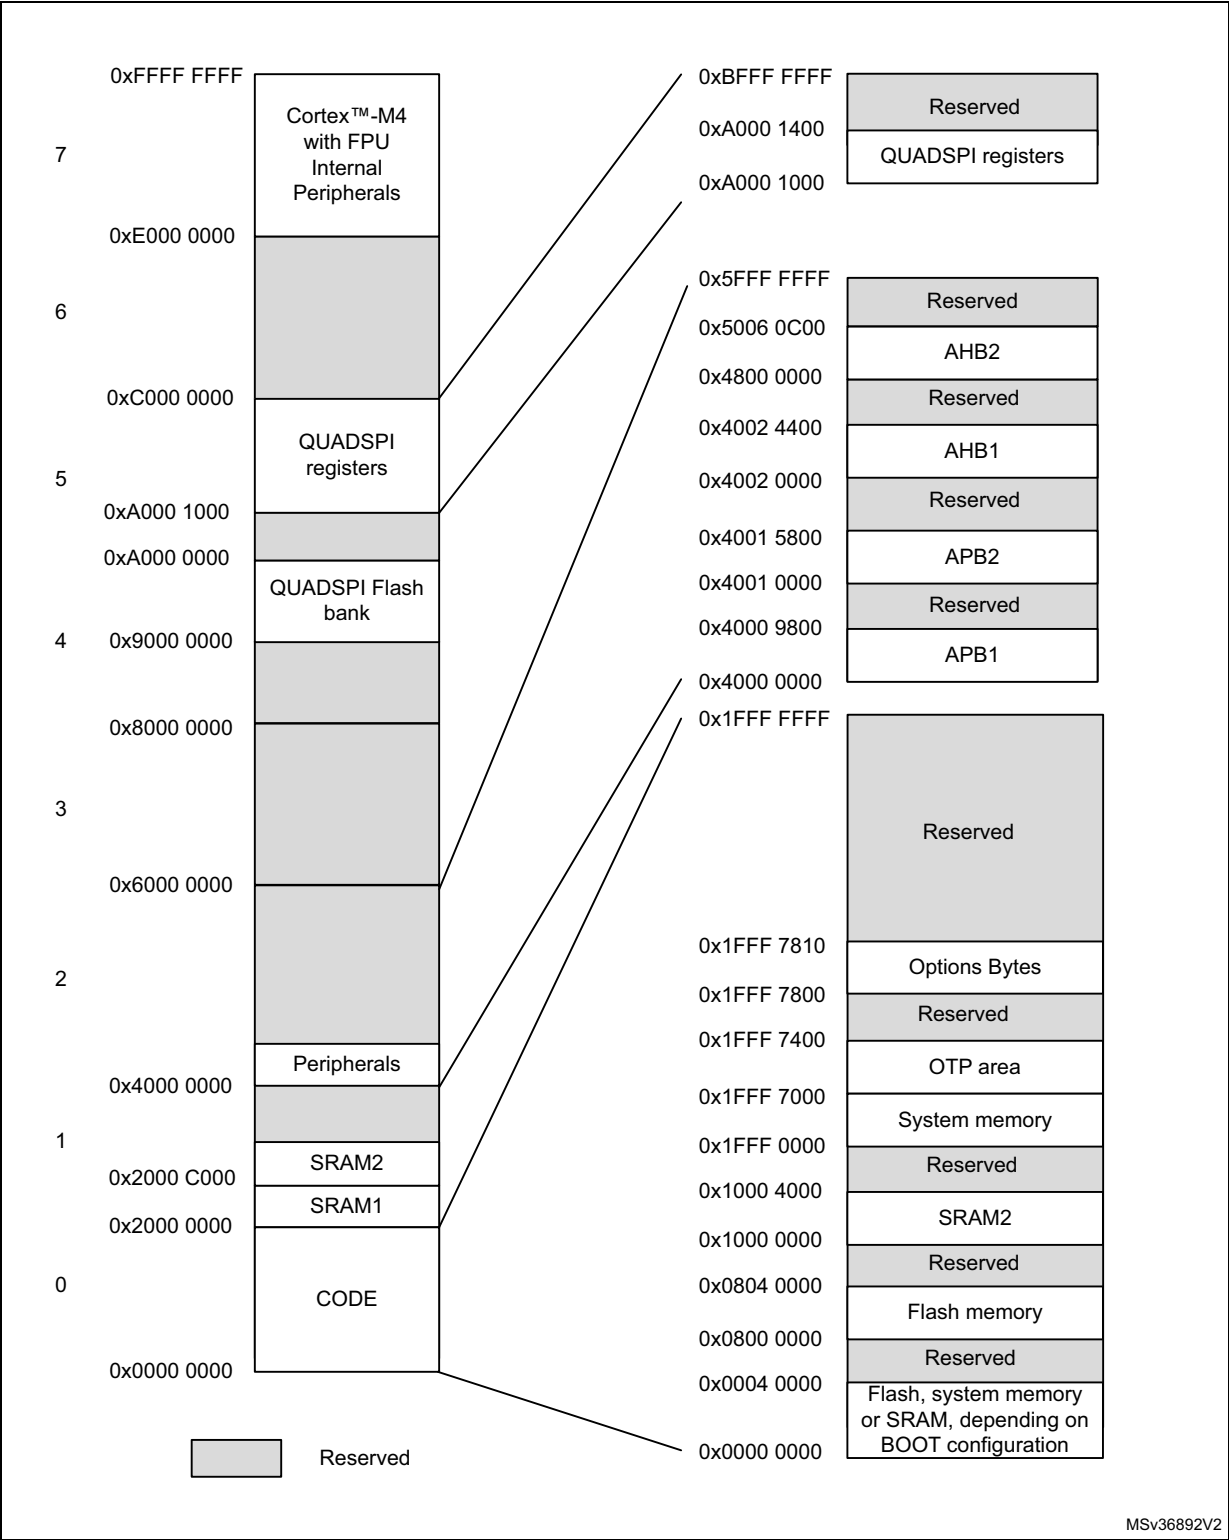 0xFFFF FFFF
Cortex™-M4
with FPU
Internal
Peripherals
7
0xE000 0000
6
0xC000 0000
QUADSPI
registers
5
0xA000 1000
0xA000 0000
QUADSPI Flash
bank
4
0x9000 0000
0x8000 0000
3
0x6000 0000
2
Peripherals
0x4000 0000
1
SRAM2
0x2000 C000
SRAM1
0x2000 0000
0
CODE
0x0000 0000
Reserved
0xBFFF FFFF
Reserved
0xA000 1400
QUADSPI registers
0xA000 1000
0x5FFF FFFF
Reserved
0x5006 0C00
AHB2
0x4800 0000
Reserved
0x4002 4400
AHB1
0x4002 0000
Reserved
0x4001 5800
APB2
0x4001 0000
Reserved
0x4000 9800
APB1
0x4000 0000
0x1FFF FFFF
Reserved
0x1FFF 7810
Options Bytes
0x1FFF 7800
Reserved
0x1FFF 7400
OTP area
0x1FFF 7000
System memory
0x1FFF 0000
Reserved
0x1000 4000
SRAM2
0x1000 0000
Reserved
0x0804 0000
Flash memory
0x0800 0000
Reserved
0x0004 0000
Flash, system memory
or SRAM, depending on
BOOT configuration
0x0000 0000
MSv36892V2